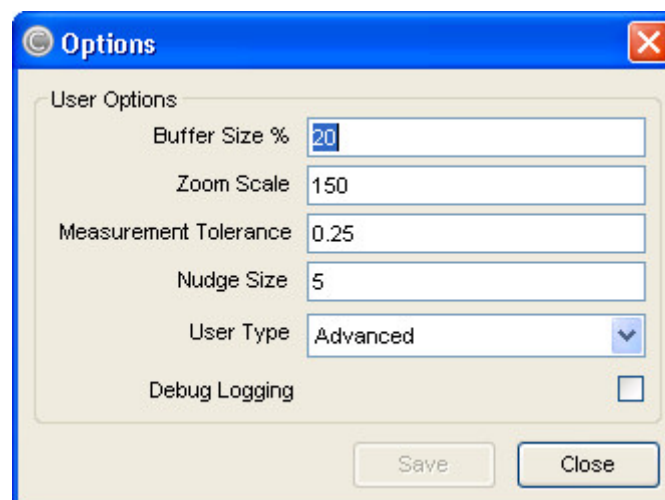 Options
User Options
Buffer Size % 20
Zoom Scale 150
Measurement Tolerance 0.25
Nudge Size 5
User Type Advanced
Debug Logging
Save Close